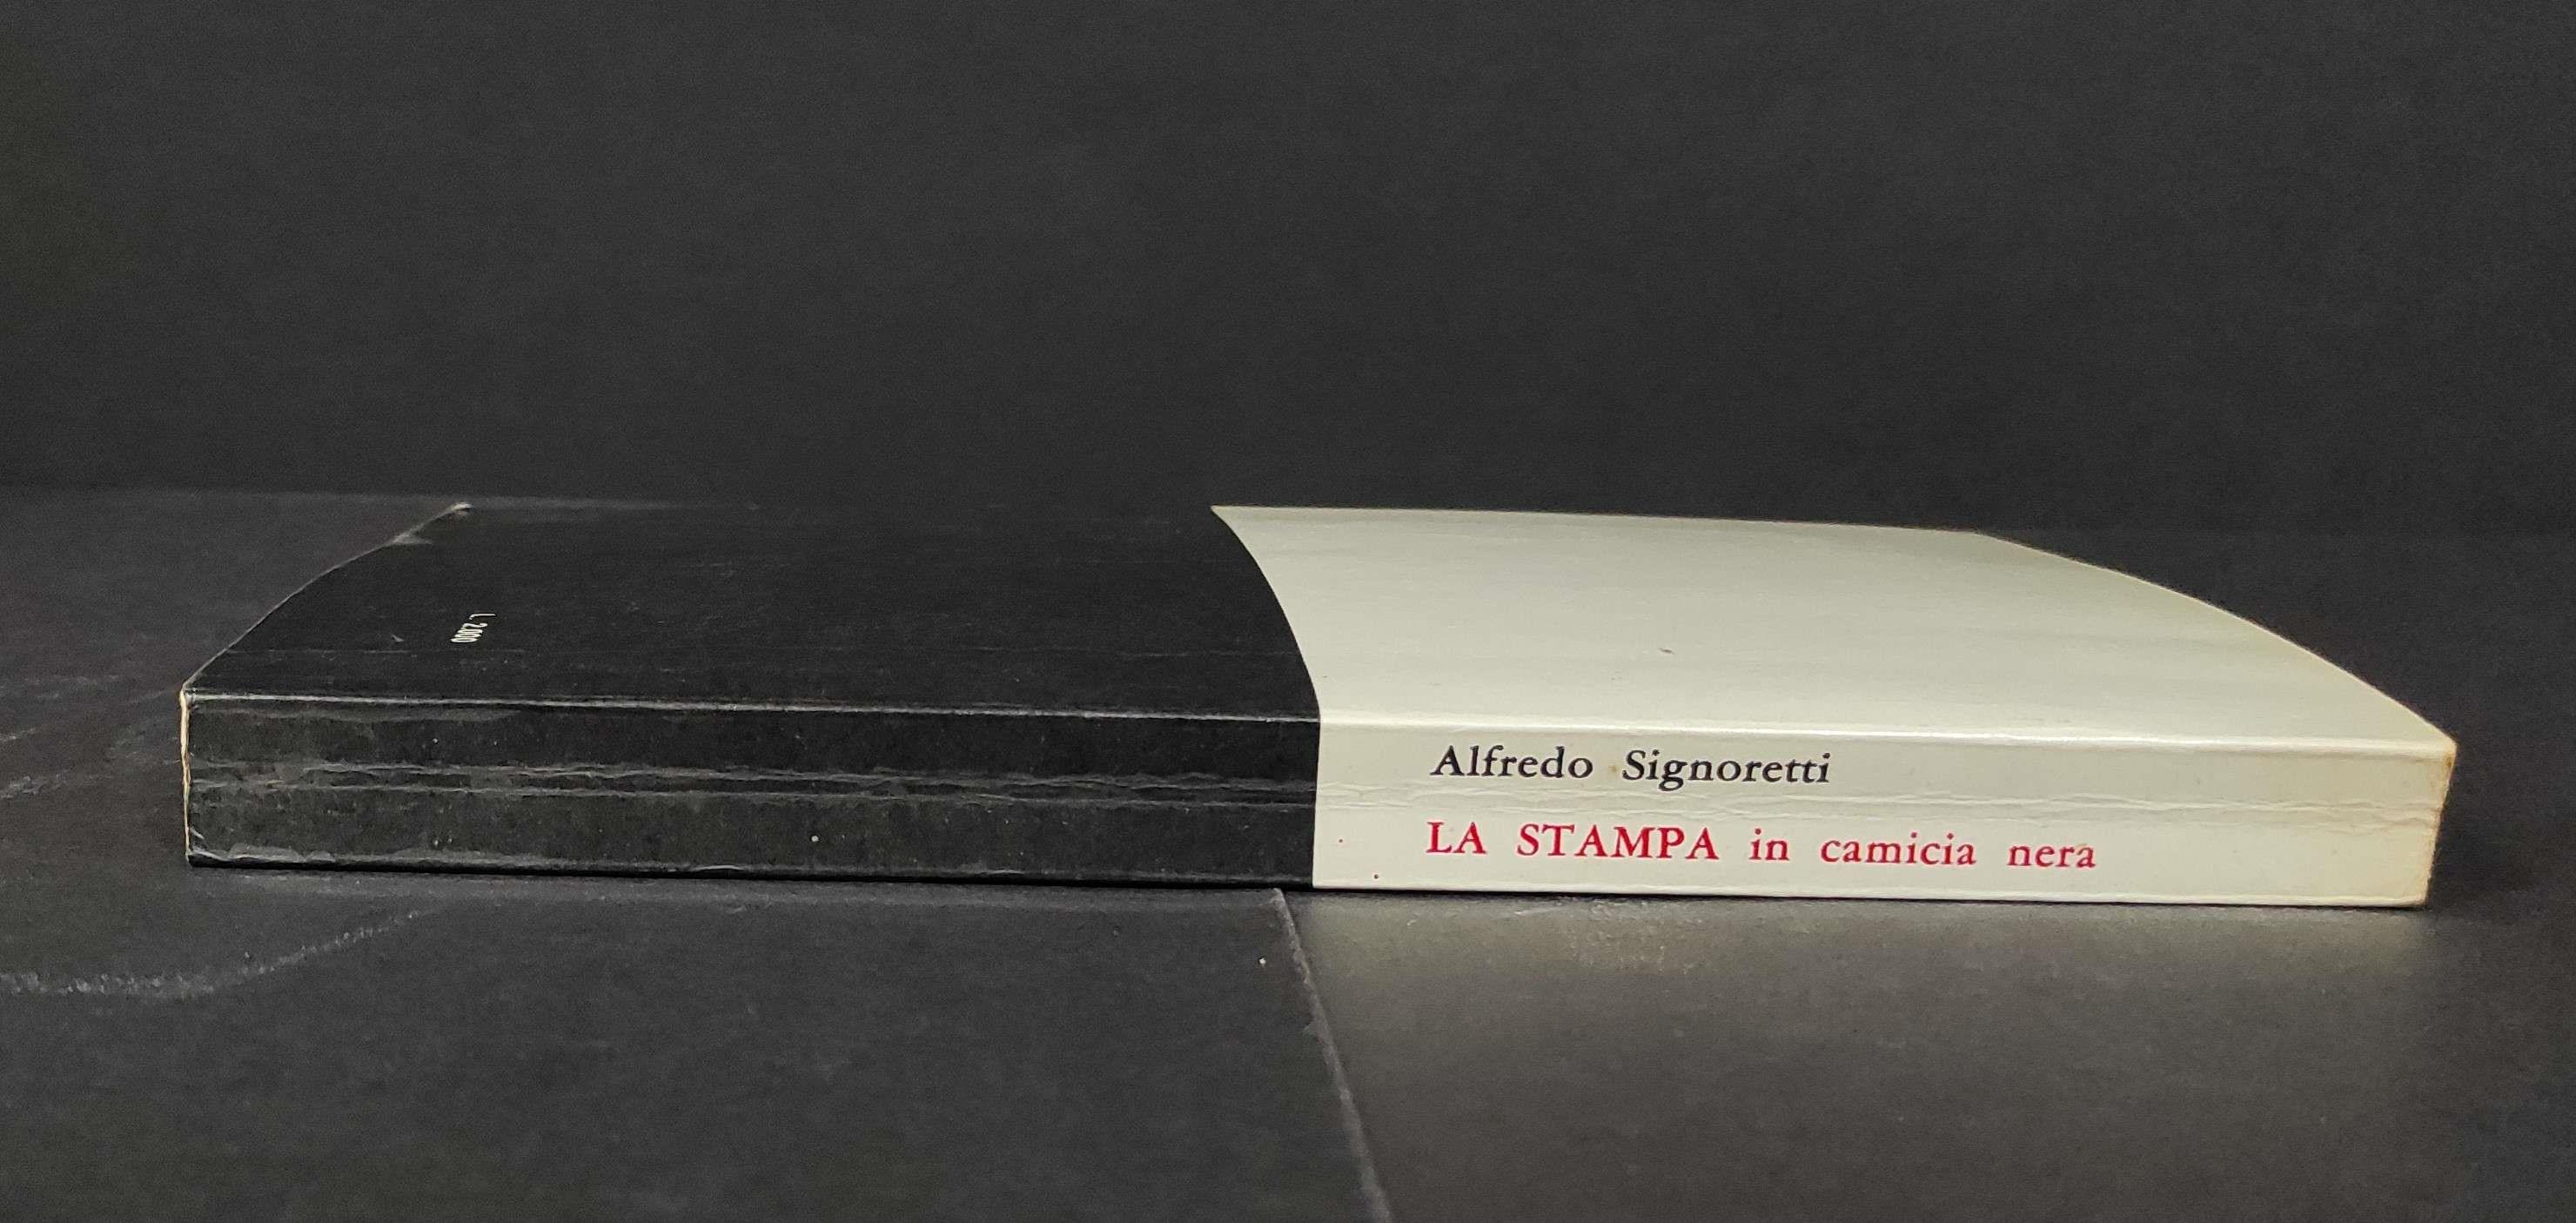 L. 2.000
Alfredo Signoretti
LA STAMPA in camicia nera